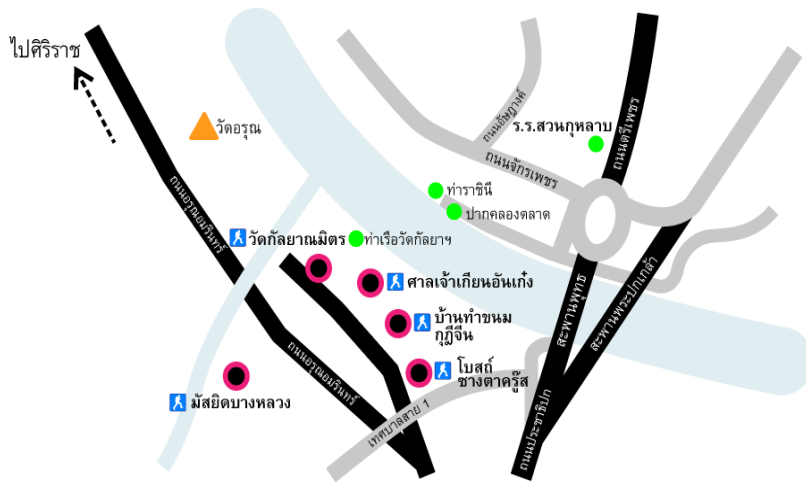 ไปศิริราช
วัดอรุณ
ถนนอัษฎางค์
ร.ร.สวนกุหลาบ
ถนนตรีเพชร
ถนนจักรเพชร
ท่าราชินี
ปากคลองตลาด
ถนนอรุณอมรินทร์
วัดกัลยาณมิตร
ท่าเรือวัดกัลยาฯ
ศาลเจ้าเกียนอันเก๋ง
บ้านทำขนม
กุฎีจีน
สะพานพุทธ
สะพานพระปกเกล้า
ถนนอรุณอมรินทร์
โบสถ์
ซางตาครู๊ส
มัสยิดบางหลวง
เทศบาลสาย 1
ถนนประชาธิปก